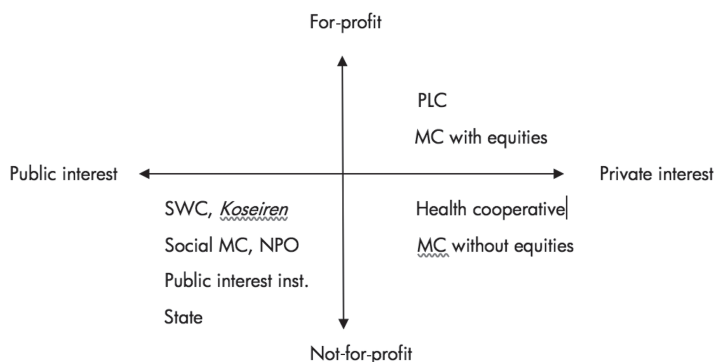 For-profit
PLC
MC with equities
Public interest
Private interest
SWC, Koseiren
Health cooperative
Social MC, NPO
MC without equities
Public interest inst.
State
Not-for-profit